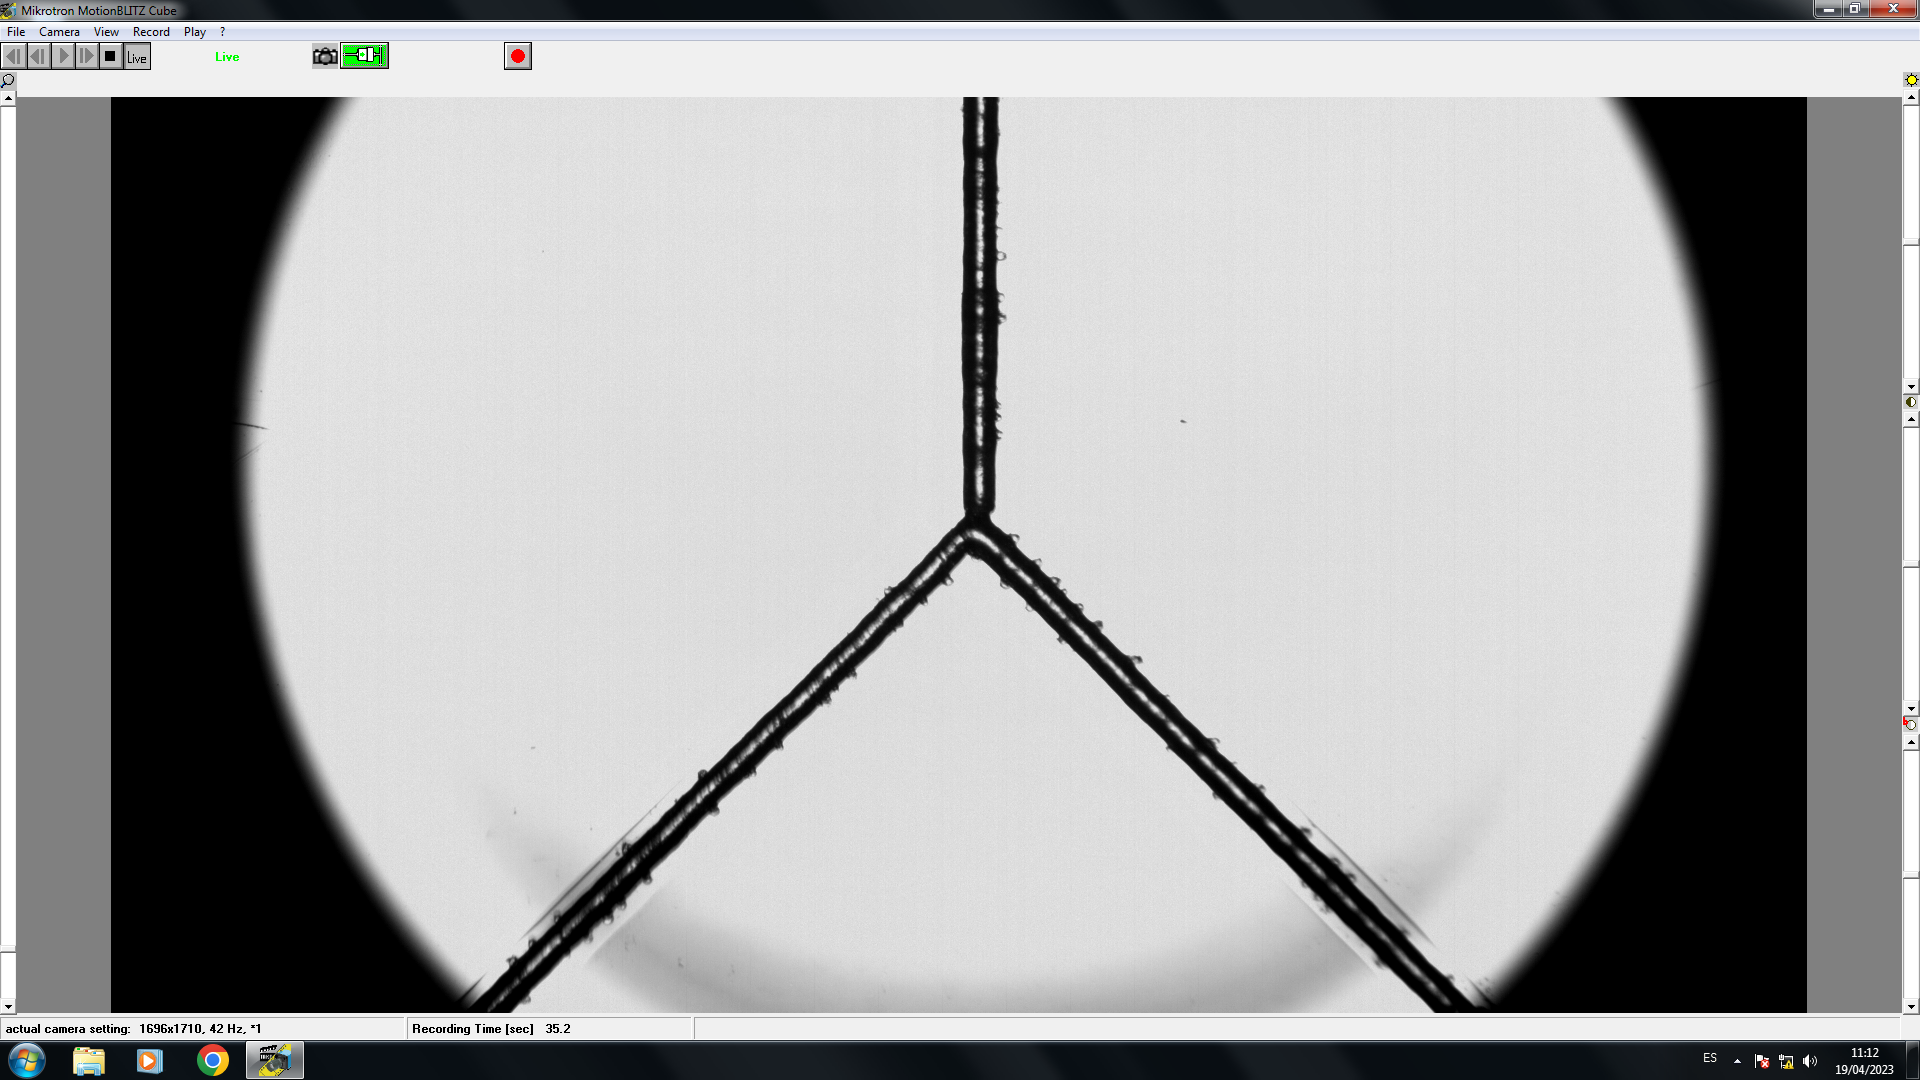 Mikrotron MotionBLITZ Cube
File Camera View Record Play ?
Live Live
actual camera setting: 1696x1710, 42 Hz, *1 Recording Time [sec] 35.2
ES 11:12
19/04/2023